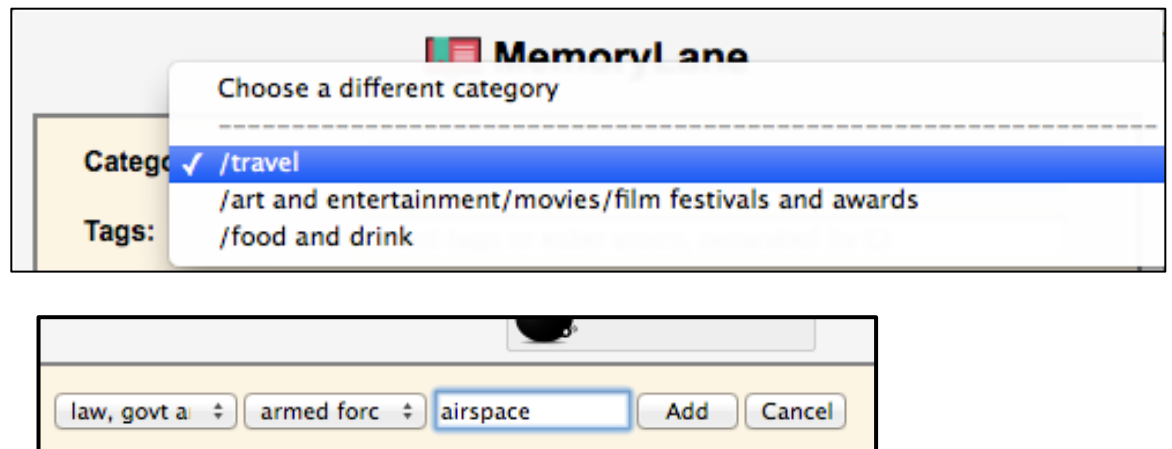 MemoryLane
Choose a different category
/travel
Catego
/art and entertainment/movies/film festivals and awards
Tags:
/food and drink
law, govt a
armed forc
airspace
Add
Cancel